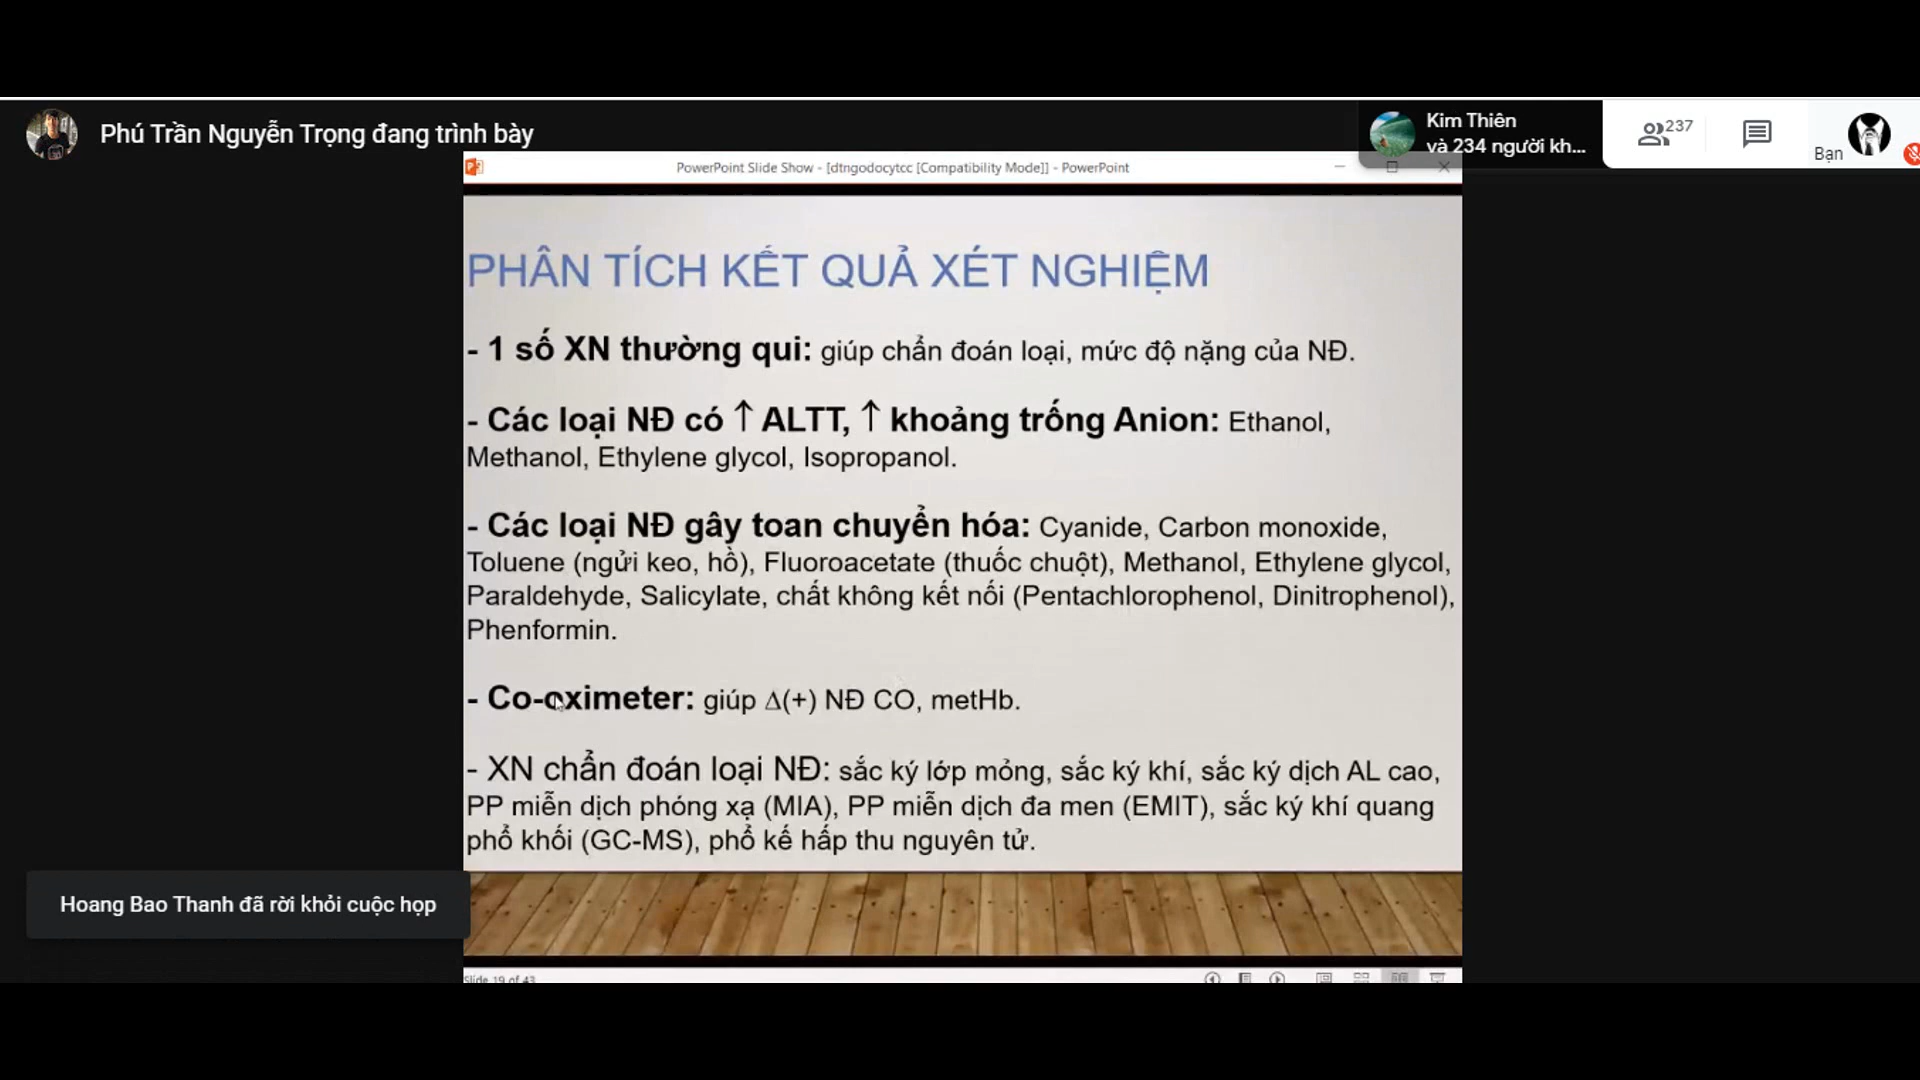 Phú Trần Nguyễn Trọng đang trình bày
Kim Thiên
và 234 người kh...
237
Bạn
PowerPoint Slide Show - [dtngodocytcc [Compatibility Mode]] - PowerPoint
PHÂN TÍCH KẾT QUẢ XÉT NGHIỆM
- 1 số XN thường qui: giúp chẩn đoán loại, mức độ nặng của NĐ.
- Các loại NĐ có ↑ ALTT, ↑ khoảng trống Anion: Ethanol,
Methanol, Ethylene glycol, Isopropanol.
- Các loại NĐ gây toan chuyển hóa: Cyanide, Carbon monoxide,
Toluene (ngửi keo, hồ), Fluoroacetate (thuốc chuột), Methanol, Ethylene glycol,
Paraldehyde, Salicylate, chất không kết nối (Pentachlorophenol, Dinitrophenol),
Phenformin.
- Co-oximeter: giúp ∆(+) NĐ CO, metHb.
- XN chẩn đoán loại NĐ: sắc ký lớp mỏng, sắc ký khí, sắc ký dịch AL cao,
PP miễn dịch phóng xạ (MIA), PP miễn dịch đa men (EMIT), sắc ký khí quang
phổ khối (GC-MS), phổ kế hấp thu nguyên tử.
Hoang Bao Thanh đã rời khỏi cuộc họp
Slide 19 of 43